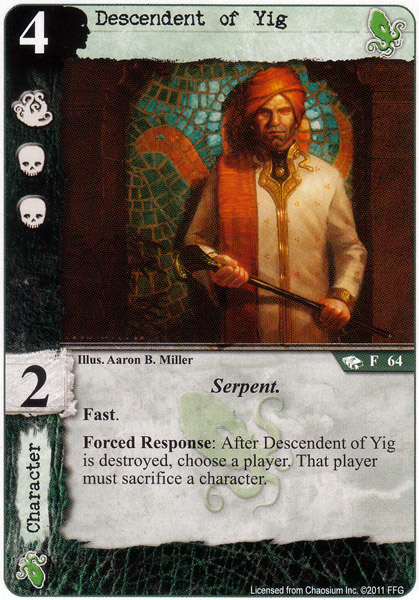 4
Descendent of Yig
Illus. Aaron B. Miller
F 64
2
Serpent.
Fast.
Forced Response: After Descendent of Yig
is destroyed, choose a player. That player
must sacrifice a character.
Character
Licensed from Chaosium Inc. ©2011 FFG